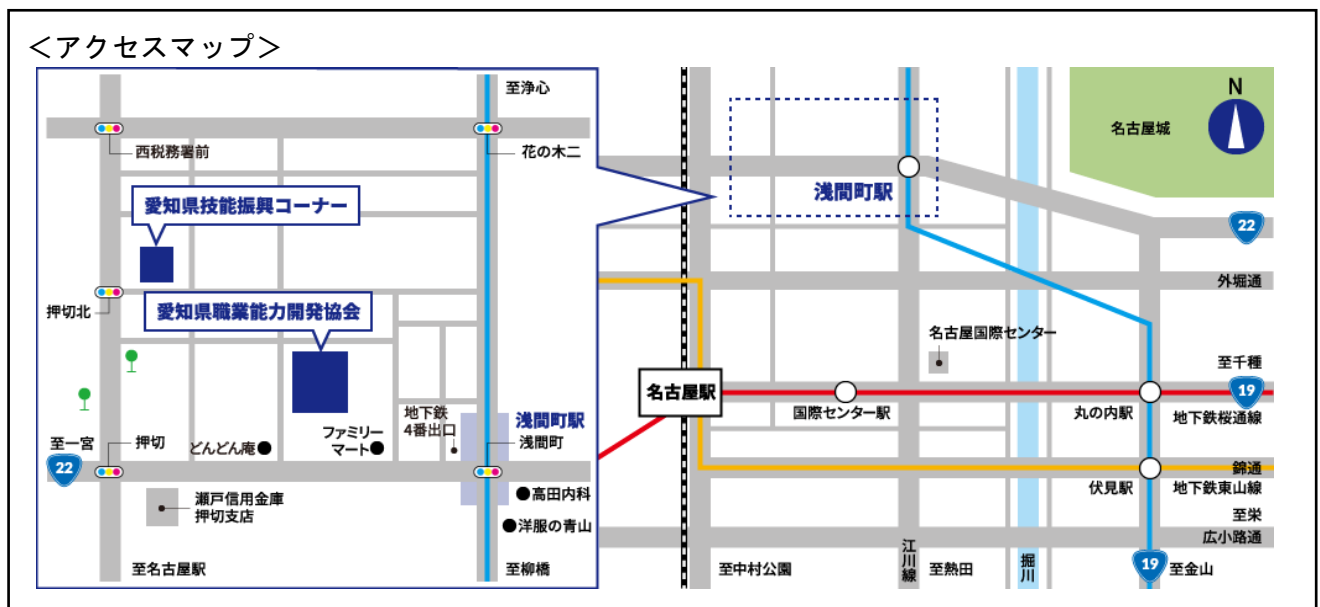 ＜アクセスマップ＞
至浄心
西税務署前
花の木二
愛知県技能振興コーナー
押切北
愛知県職業能力開発協会
地下鉄
4番出口
浅間町駅
浅間町
至一宮
22
押切
どんどん庵
ファミリー
マート
瀬戸信用金庫
押切支店
高田内科
洋服の青山
至名古屋駅
至柳橋
N
名古屋城
浅間町駅
22
外堀通
名古屋国際センター
至千種
名古屋駅
19
国際センター駅
丸の内駅
地下鉄桜通線
錦通
伏見駅
地下鉄東山線
至栄
広小路通
至中村公園
江川線
至熱田
堀川
19
至金山